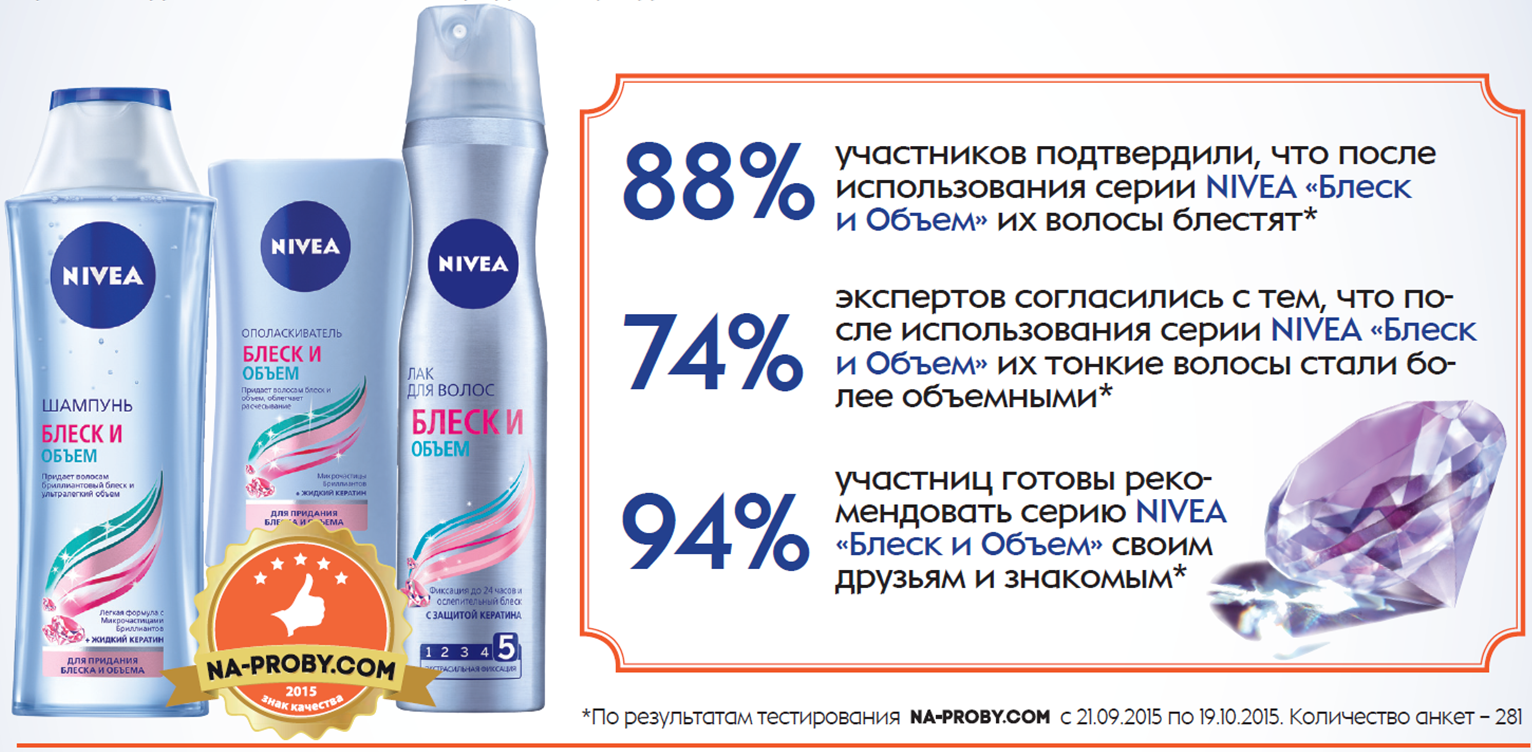 NIVEA
ШАМПУНЬ
БЛЕСК И
ОБЪЕМ
Придает волосам
бриллиантовый блеск и
ультралегкий объем
Легкая формула с
Микрочастицами
Бриллиантов
+ ЖИДКИЙ КЕРАТИН
ДЛЯ ПРИДАНИЯ
БЛЕСКА И ОБЪЕМА
NIVEA
ОПОЛАСКИВАТЕЛЬ
БЛЕСК И
ОБЪЕМ
Придает волосам блеск и
объем, облегчает
расчесывание
Микрочастицы
Бриллиантов
+ ЖИДКИЙ КЕРАТИН
ДЛЯ ПРИДАНИЯ
БЛЕСКА И ОБЪЕМА
NIVEA
ЛАК
ДЛЯ ВОЛОС
БЛЕСК И
ОБЪЕМ
Фиксация до 24 часов и
ослепительный блеск
С ЗАЩИТОЙ КЕРАТИНА
1 2 3 4 5
ЭКСТРАСИЛЬНАЯ ФИКСАЦИЯ
NA-PROBY.COM
2015
знак качества
88% участников подтвердили, что после
использования серии NIVEA «Блеск
и Объем» их волосы блестят*
74% экспертов согласились с тем, что по-
сле использования серии NIVEA «Блеск
и Объем» их тонкие волосы стали бо-
лее объемными*
94% участниц готовы реко-
мендовать серию NIVEA
«Блеск и Объем» своим
друзьям и знакомым*
*По результатам тестирования NA-PROBY.COM с 21.09.2015 по 19.10.2015. Количество анкет – 281